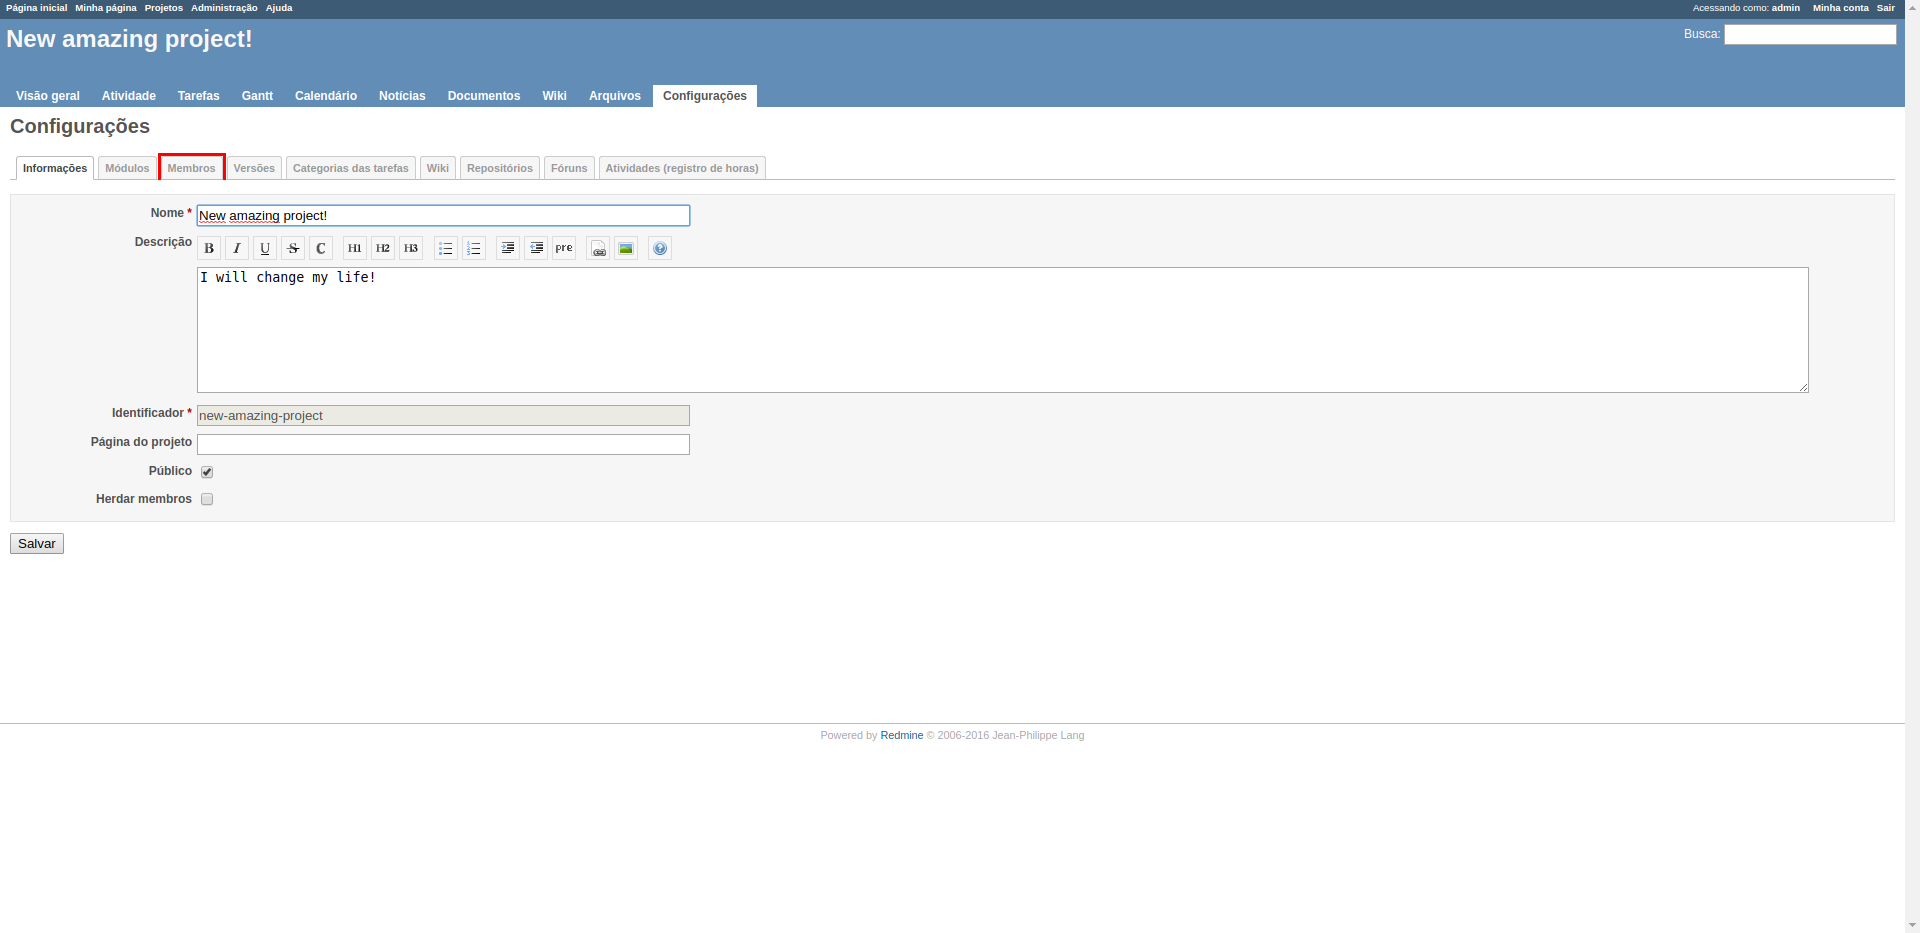 Página inicial Minha página Projetos Administração Ajuda Acessando como: admin Minha conta Sair
New amazing project! Busca:
Visão geral Atividade Tarefas Gantt Calendário Notícias Documentos Wiki Arquivos Configurações
Configurações
Informações Módulos Membros Versões Categorias das tarefas Wiki Repositórios Fóruns Atividades (registro de horas)
Nome * New amazing project!
Descrição B I U S C H1 H2 H3 pre
I will change my life!
Identificador * new-amazing-project
Página do projeto
Público
Herdar membros
Salvar
Powered by Redmine © 2006-2016 Jean-Philippe Lang